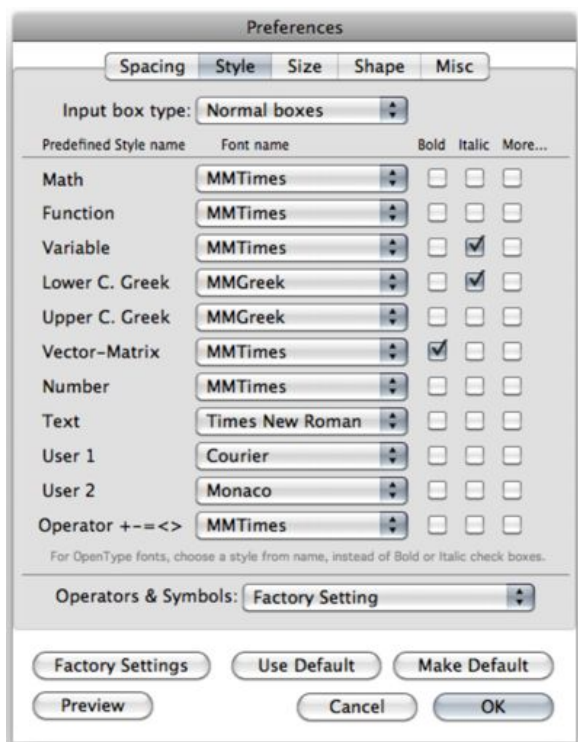 Preferences
Spacing Style Size Shape Misc
Input box type: Normal boxes
Predefined Style name Font name Bold Italic More...
Math MMTimes
Function MMTimes
Variable MMTimes
Lower C. Greek MMGreek
Upper C. Greek MMGreek
Vector-Matrix MMTimes
Number MMTimes
Text Times New Roman
User 1 Courier
User 2 Monaco
Operator +-=<> MMTimes
For OpenType fonts, choose a style from name, instead of Bold or Italic check boxes.
Operators & Symbols: Factory Setting
Factory Settings Use Default Make Default
Preview Cancel OK